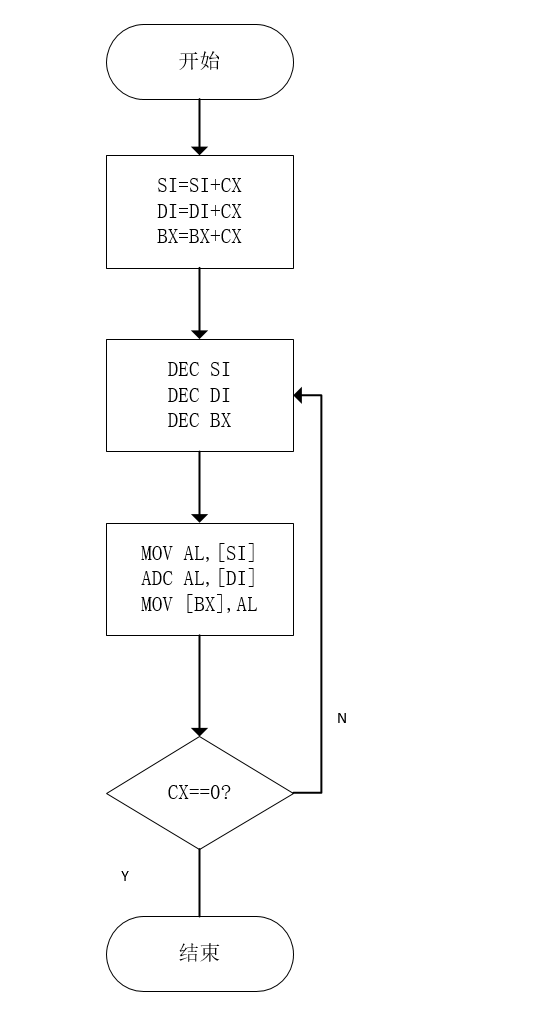 开始
SI=SI+CX
DI=DI+CX
BX=BX+CX
DEC SI
DEC DI
DEC BX
MOV AL,[SI]
ADC AL,[DI]
MOV [BX],AL
N
CX==0?
Y
结束